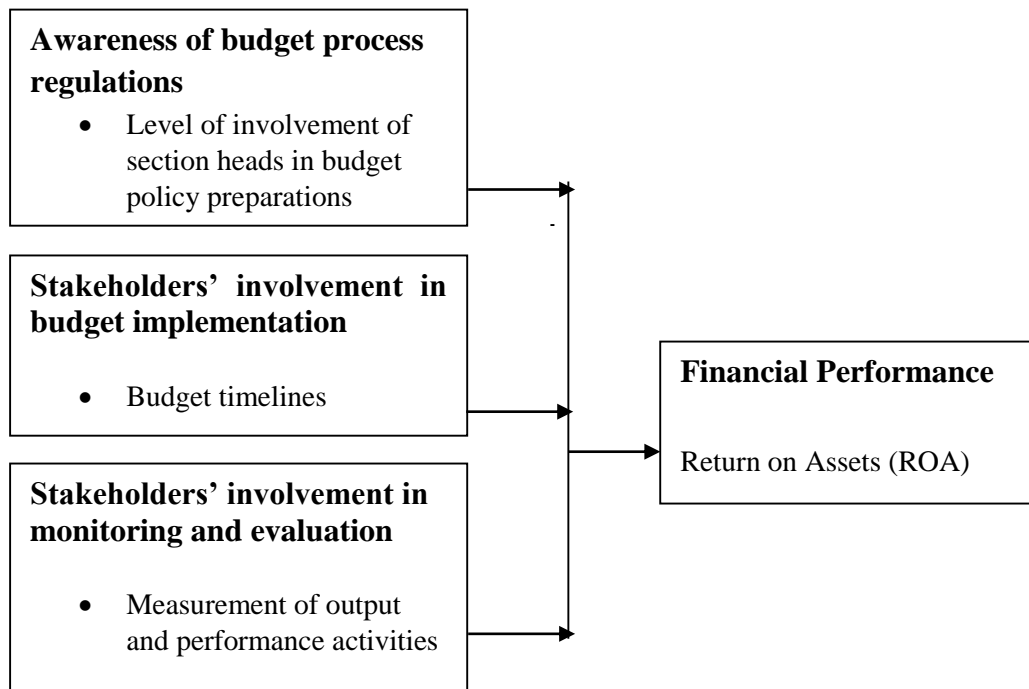 Awareness of budget process
regulations
• Level of involvement of
section heads in budget
policy preparations
-
Stakeholders’ involvement in
budget implementation
• Budget timelines
Stakeholders’ involvement in
monitoring and evaluation
• Measurement of output
and performance activities
Financial Performance
Return on Assets (ROA)